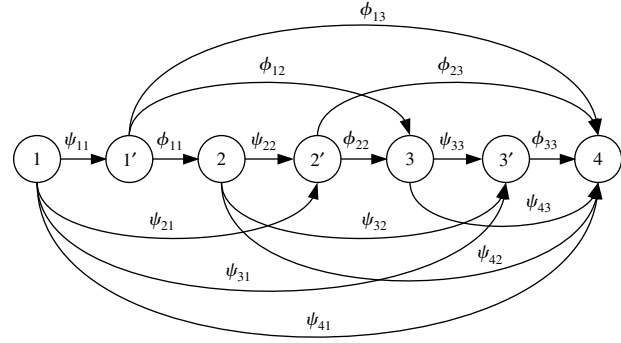 ϕ₁₃
ϕ₁₂ ϕ₂₃
ψ₁₁ ϕ₁₁ ψ₂₂ ϕ₂₂ ψ₃₃ ϕ₃₃
1 1′ 2 2′ 3 3′ 4
ψ₄₃
ψ₂₁ ψ₃₂
ψ₄₂
ψ₃₁
ψ₄₁